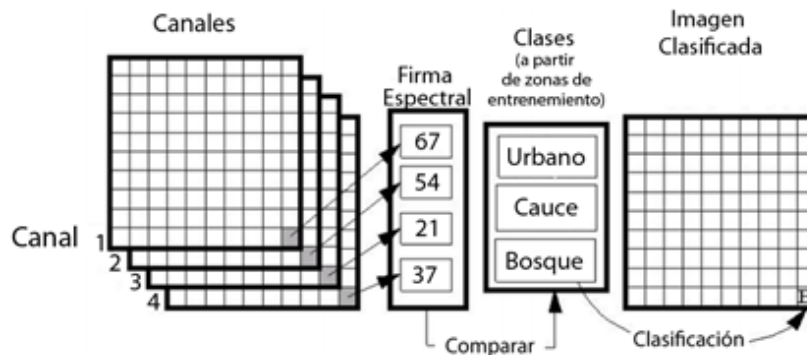 Canales
Firma
Espectral
Clases
(a partir
de zonas de
entrenemiento)
Imagen
Clasificada
67
54
21
37
Urbano
Cauce
Bosque
Canal
1
2
3
4
Comparar
Clasificación